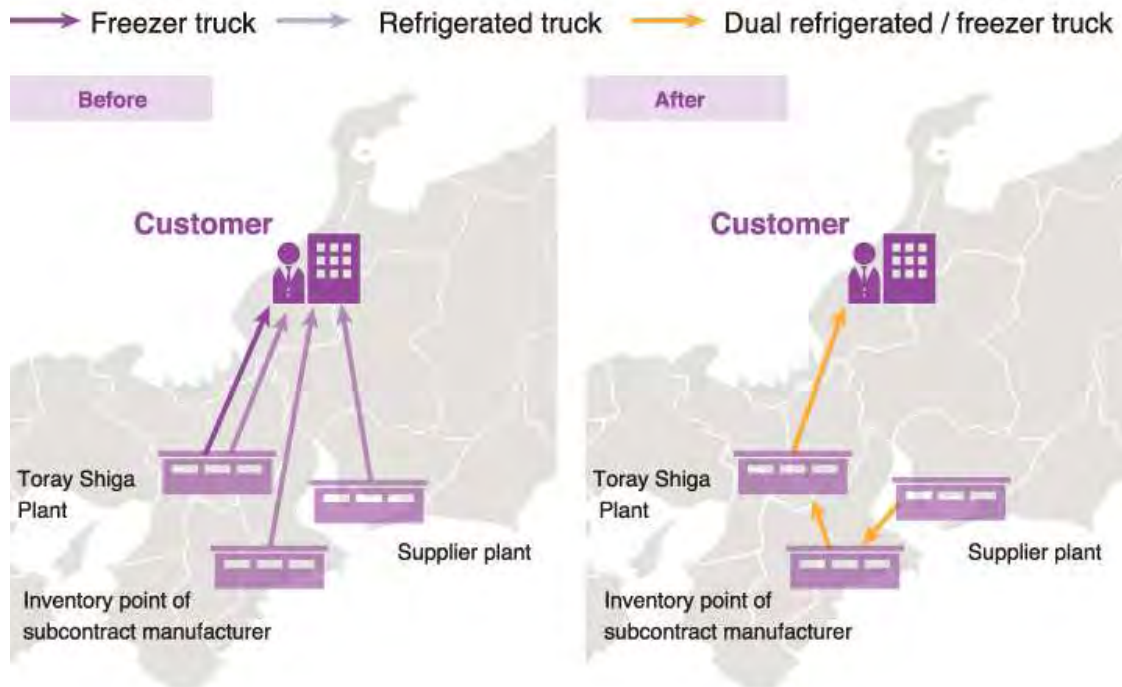 Freezer truck
Refrigerated truck
Dual refrigerated / freezer truck
Before
Customer
Toray Shiga
Plant
Supplier plant
Inventory point of
subcontract manufacturer
After
Customer
Toray Shiga
Plant
Supplier plant
Inventory point of
subcontract manufacturer